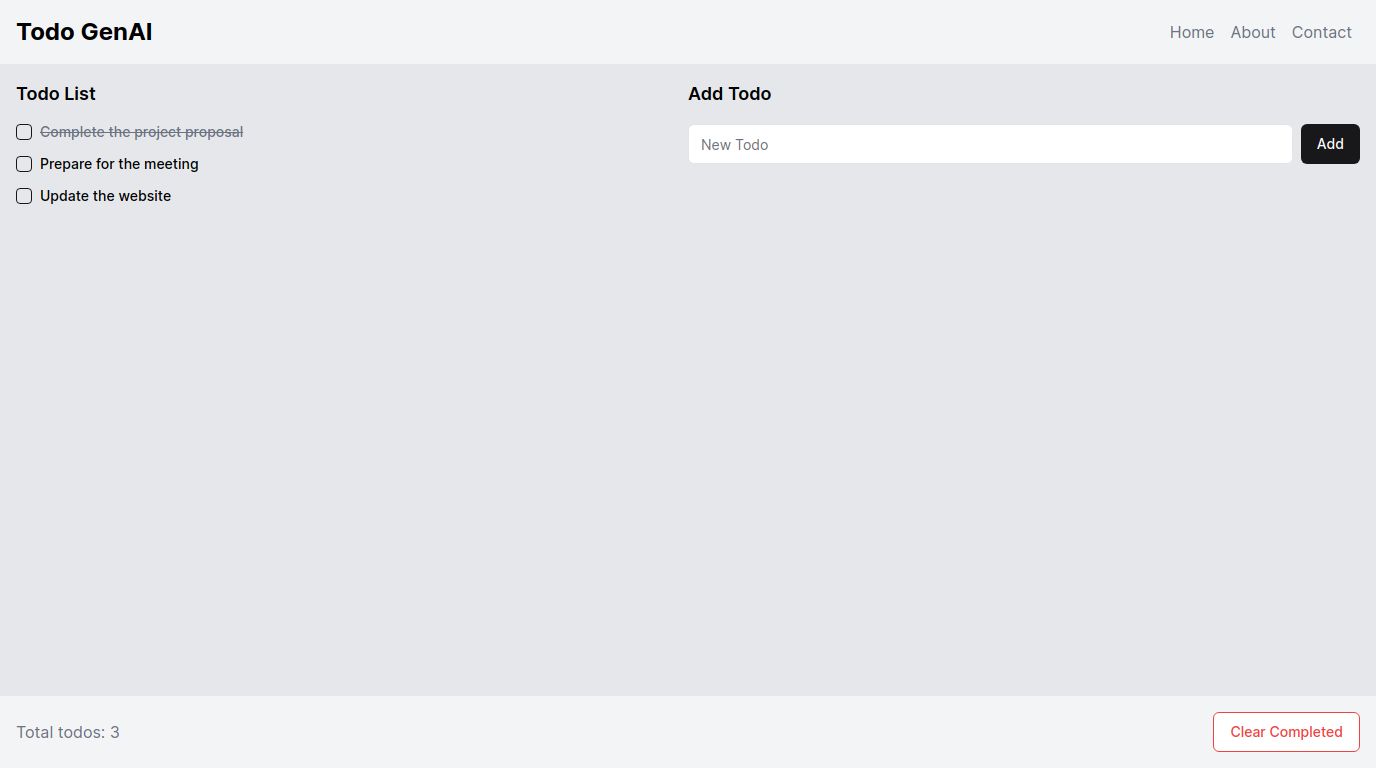 Todo GenAI
Home About Contact
Todo List
Complete the project proposal
Prepare for the meeting
Update the website
Add Todo
New Todo
Add
Total todos: 3
Clear Completed